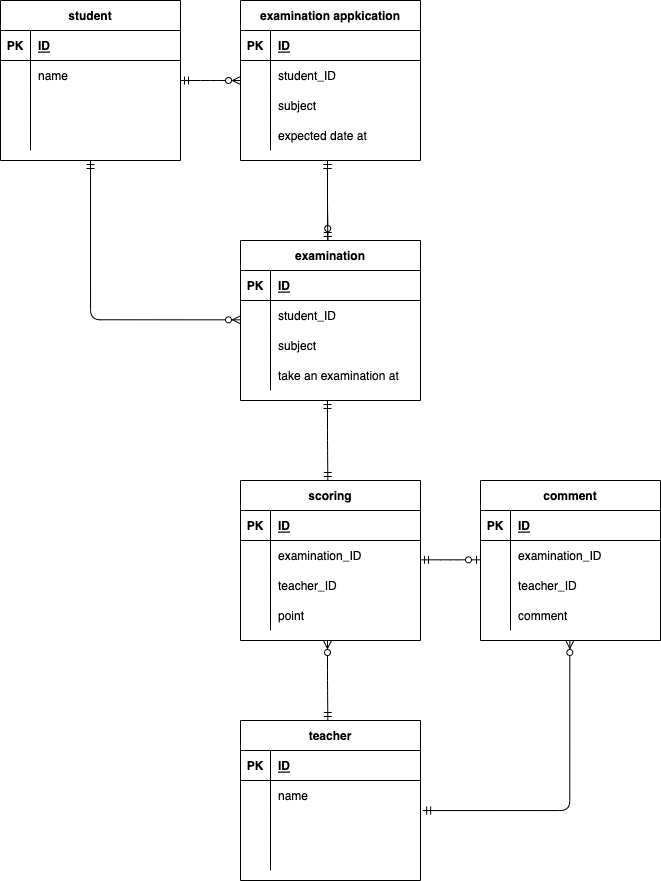 student
PK ID
name
examination appkication
PK ID
student_ID
subject
expected date at
examination
PK ID
student_ID
subject
take an examination at
scoring
PK ID
examination_ID
teacher_ID
point
comment
PK ID
examination_ID
teacher_ID
comment
teacher
PK ID
name